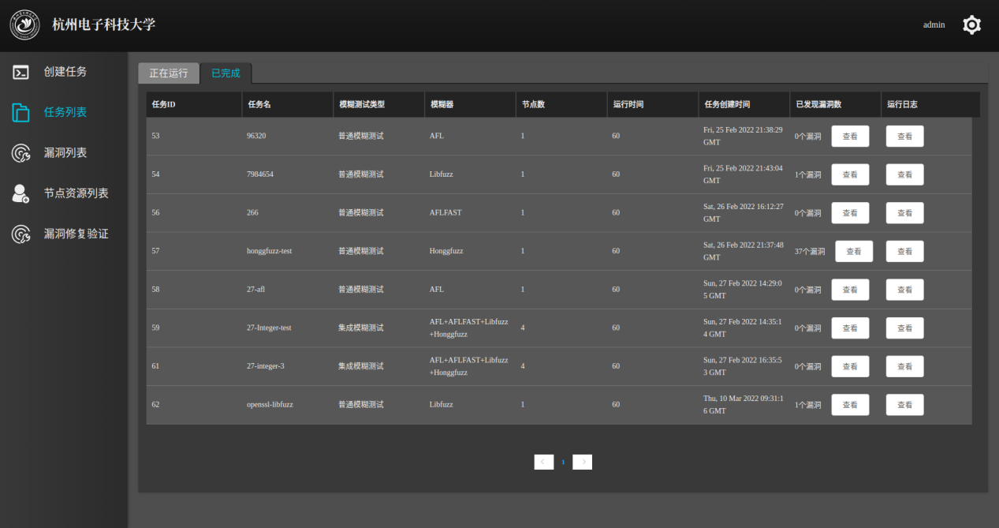 杭州电子科技大学
admin
创建任务
任务列表
漏洞列表
节点资源列表
漏洞修复验证
正在运行 已完成
任务ID 任务名 模糊测试类型 模糊器 节点数 运行时间 任务创建时间 已发现漏洞数 运行日志
53 96320 普通模糊测试 AFL 1 60 Fri, 25 Feb 2022 21:38:29 0个漏洞 查看 查看
GMT
54 7984654 普通模糊测试 Libfuzz 1 60 Fri, 25 Feb 2022 21:43:04 1个漏洞 查看 查看
GMT
56 266 普通模糊测试 AFLFAST 1 60 Sat, 26 Feb 2022 16:12:27 0个漏洞 查看 查看
GMT
57 honggfuzz-test 普通模糊测试 Honggfuzz 1 60 Sat, 26 Feb 2022 21:37:48 37个漏洞 查看 查看
GMT
58 27-afl 普通模糊测试 AFL 1 60 Sun, 27 Feb 2022 14:29:0 0个漏洞 查看 查看
5 GMT
59 27-Integer-test 集成模糊测试 AFL+AFLFAST+Libfuzz 4 60 Sun, 27 Feb 2022 14:35:1 0个漏洞 查看 查看
+Honggfuzz 4 GMT
61 27-integer-3 集成模糊测试 AFL+AFLFAST+Libfuzz 4 60 Sun, 27 Feb 2022 16:35:5 0个漏洞 查看 查看
+Honggfuzz 3 GMT
62 openssl-libfuzz 普通模糊测试 Libfuzz 1 60 Thu, 10 Mar 2022 09:31:1 1个漏洞 查看 查看
6 GMT
1